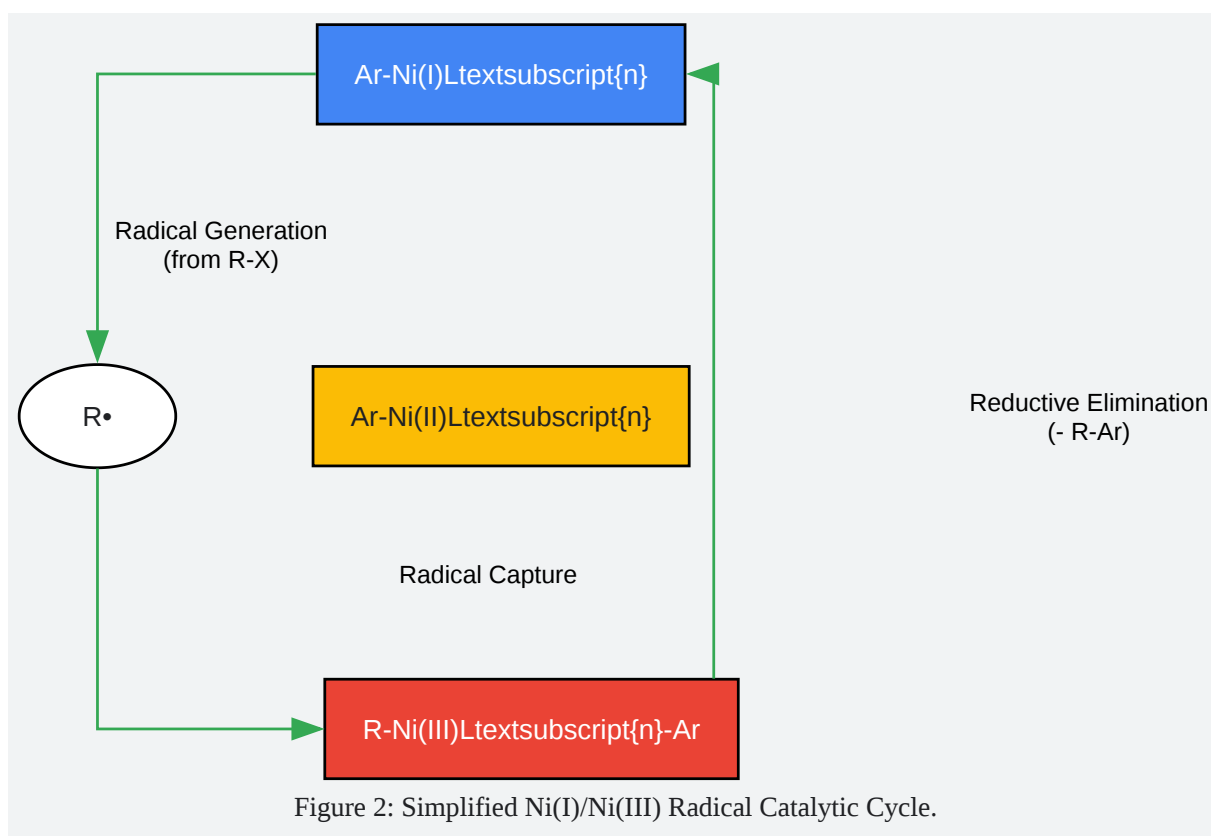 Ar-Ni(I)Ltextsubscript{n}
Radical Generation
(from R-X)
R•
Ar-Ni(II)Ltextsubscript{n}
Reductive Elimination
(- R-Ar)
Radical Capture
R-Ni(III)Ltextsubscript{n}-Ar
Figure 2: Simplified Ni(I)/Ni(III) Radical Catalytic Cycle.